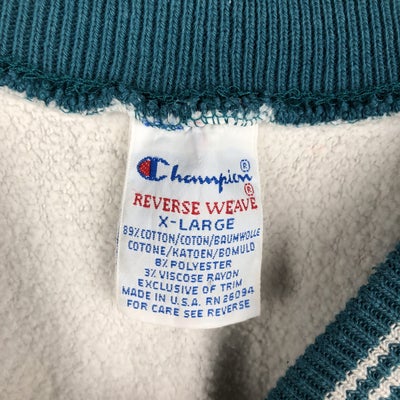 Champion®
REVERSE WEAVE®
X-LARGE
89% COTTON/COTON/BAUMWOLLE
COTONE/KATOEN/BOMULD
8% POLYESTER
3% VISCOSE RAYON
EXCLUSIVE OF TRIM
MADE IN U.S.A. RN 26094
FOR CARE SEE REVERSE